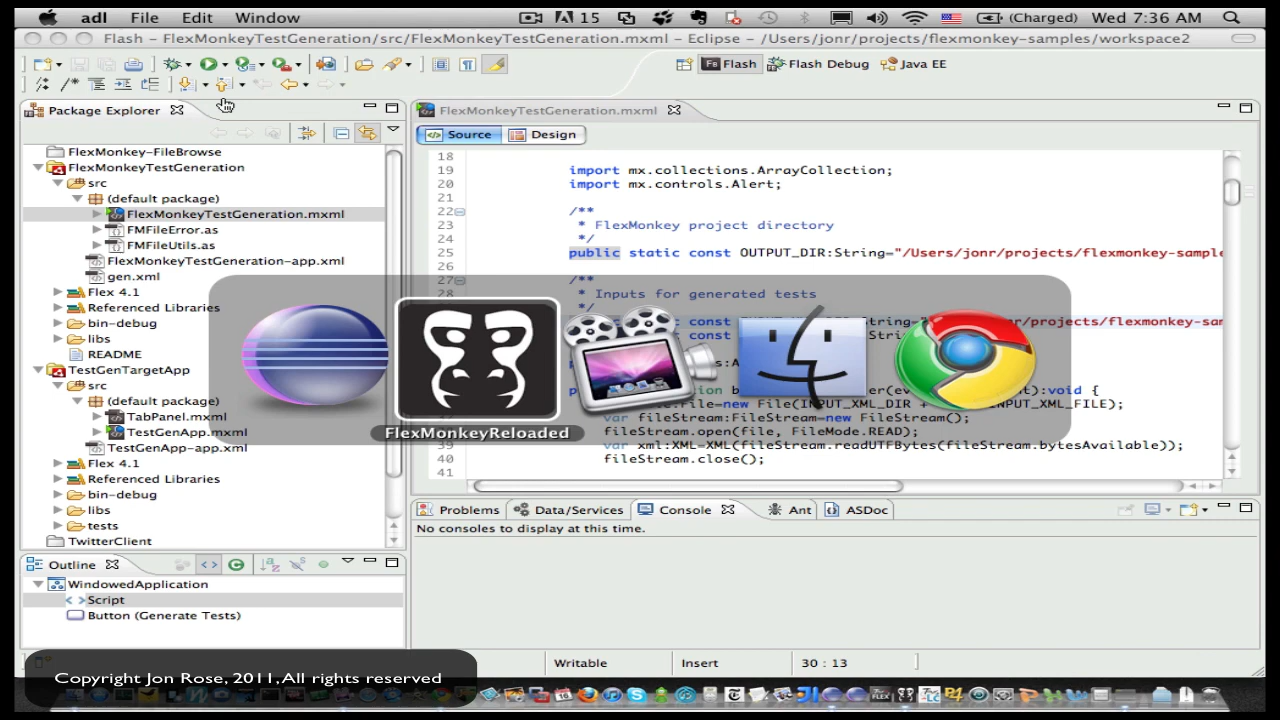 adl File Edit Window 15 (Charged) Wed 7:36 AM
Flash – FlexMonkeyTestGeneration/src/FlexMonkeyTestGeneration.mxml – Eclipse – /Users/jonr/projects/flexmonkey-samples/workspace2
Fb Flash Flash Debug Java EE
Package Explorer
FlexMonkey-FileBrowse
FlexMonkeyTestGeneration
src
(default package)
FlexMonkeyTestGeneration.mxml
FMFileError.as
FMFileUtils.as
FlexMonkeyTestGeneration-app.xml
gen.xml
Flex 4.1
Referenced Libraries
bin-debug
libs
README
TestGenTargetApp
src
(default package)
TabPanel.mxml
TestGenApp.mxml
TestGenApp-app.xml
Flex 4.1
Referenced Libraries
bin-debug
libs
tests
TwitterClient
Outline
WindowedApplication
Script
Button (Generate Tests)
FlexMonkeyTestGeneration.mxml
Source Design
18
19 import mx.collections.ArrayCollection;
20 import mx.controls.Alert;
21
22 /**
23 * FlexMonkey project directory
24 */
25 public static const OUTPUT_DIR:String="/Users/jonr/projects/flexmonkey-sample
26
27 /**
28 * Inputs for generated tests
const String= /projects/flexmonkey-sam
const
fileStream.open(file, FileMode.READ);
var xml:XML=XML(fileStream.readUTFBytes(fileStream.bytesAvailable));
40 fileStream.close();
41
FlexMonkeyReloaded
Problems Data/Services Console Ant ASDoc
No consoles to display at this time.
Writable Insert 30 : 13
Copyright Jon Rose, 2011, All rights reserved